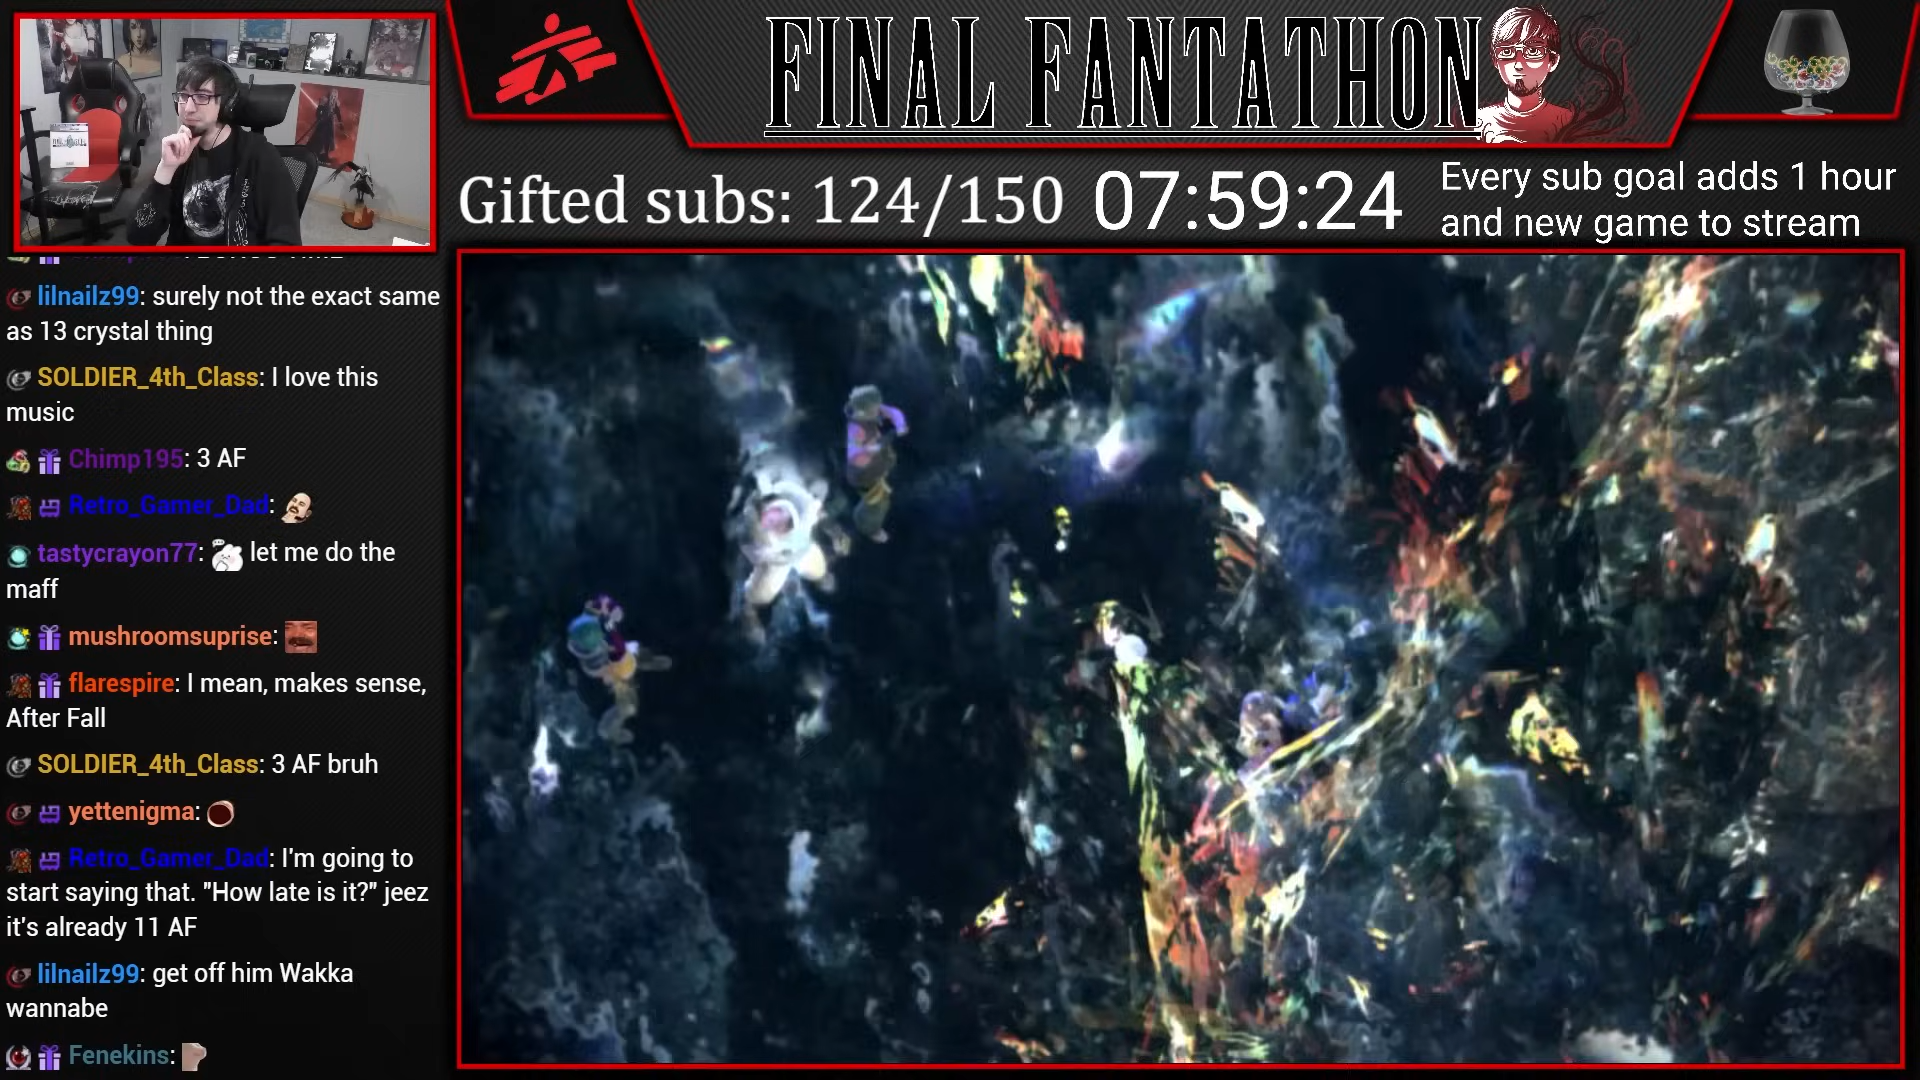 FINAL FANTATHON
Gifted subs: 124/150
07:59:24
Every sub goal adds 1 hour
and new game to stream
lilnailz99: surely not the exact same
as 13 crystal thing
SOLDIER_4th_Class: I love this
music
Chimp195: 3 AF
Retro_Gamer_Dad:
tastycrayon77: let me do the
maff
mushroomsuprise:
flarespire: I mean, makes sense,
After Fall
SOLDIER_4th_Class: 3 AF bruh
yettenigma:
Retro_Gamer_Dad: I'm going to
start saying that. "How late is it?" jeez
it's already 11 AF
lilnailz99: get off him Wakka
wannabe
Fenekins: